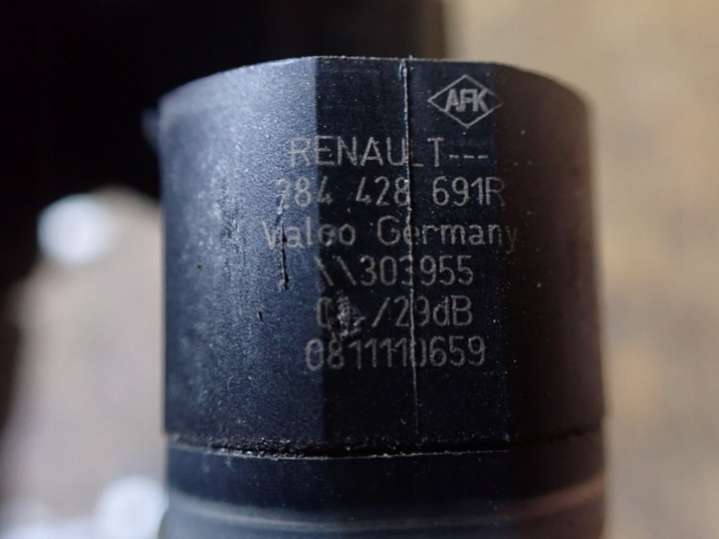 AFK
RENAULT---
284 428 691R
Valeo Germany
\\303955
/29dB
0811110659